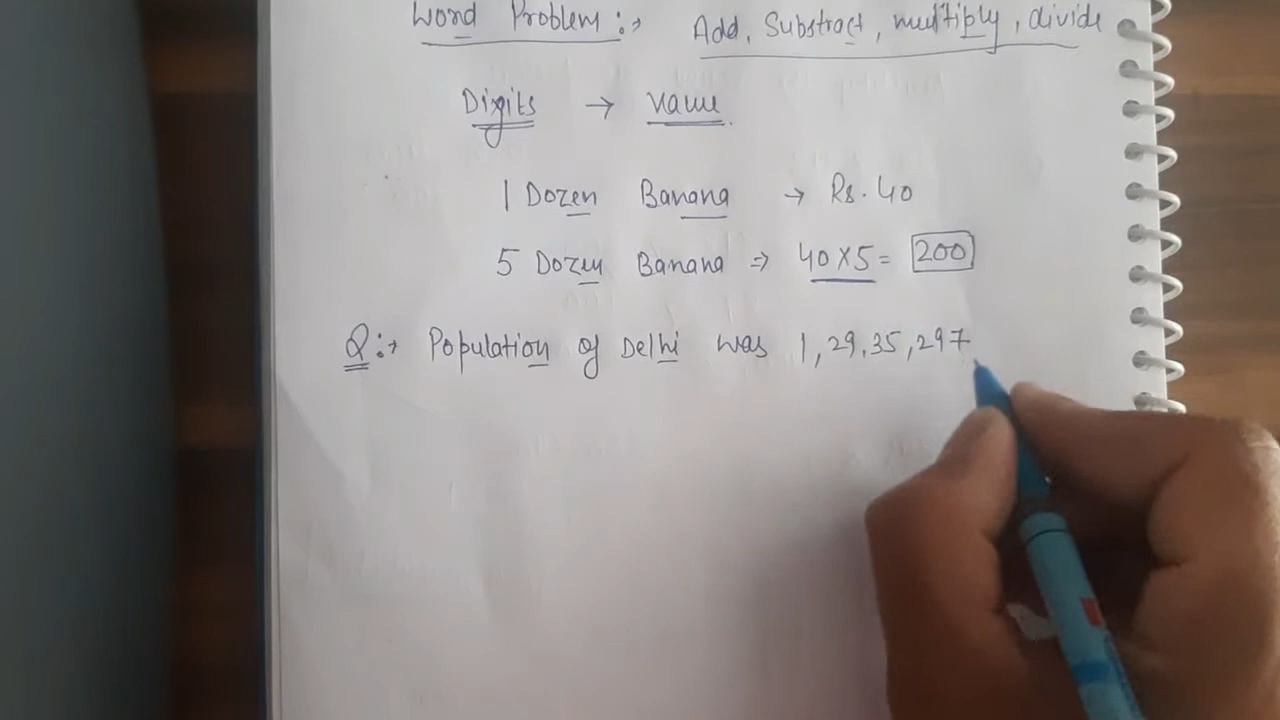 Word Problem :→ Add, Substract, multiply, divide
Digits → Value.
1 Dozen Banana → Rs. 40
5 Dozen Banana ⇒ 40×5 = 200
Q:→ Population of Delhi was 1,29,35,297